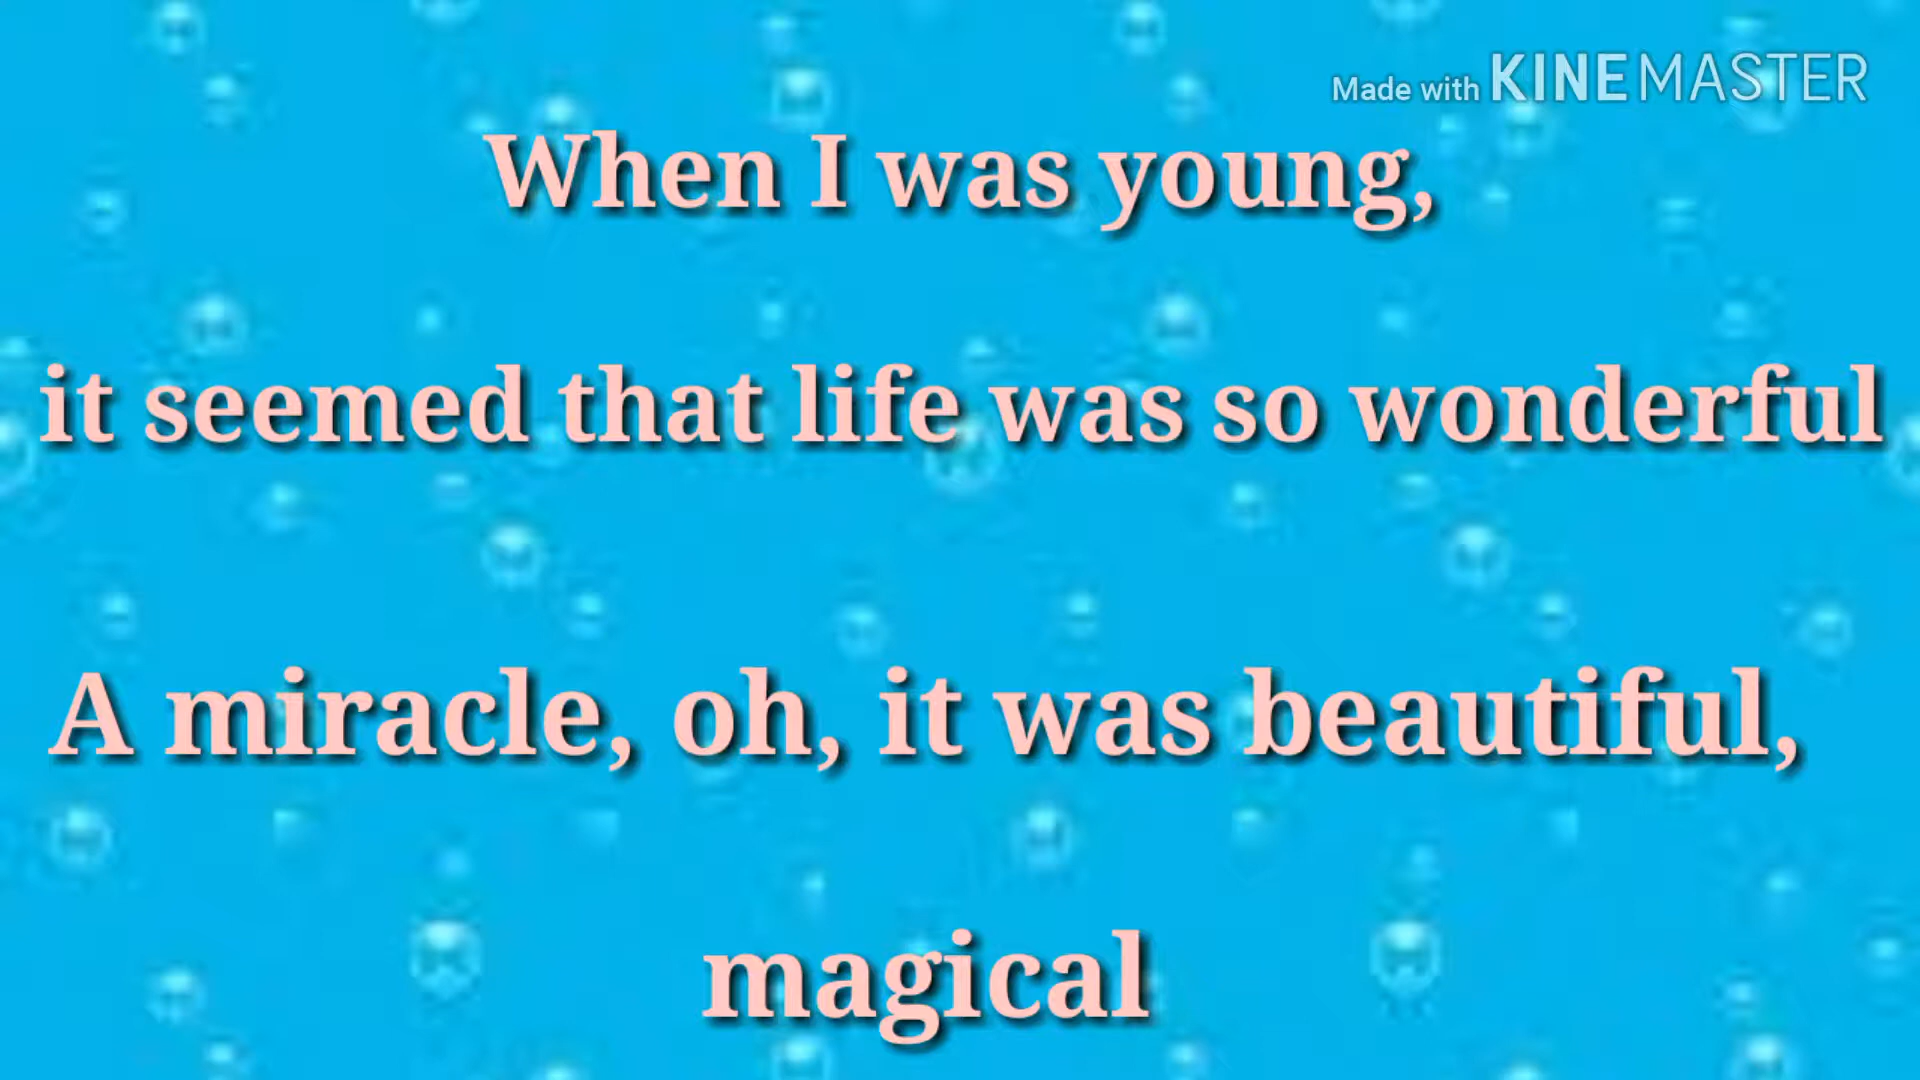 Made with KINEMASTER
When I was young,
it seemed that life was so wonderful
A miracle, oh, it was beautiful,
magical